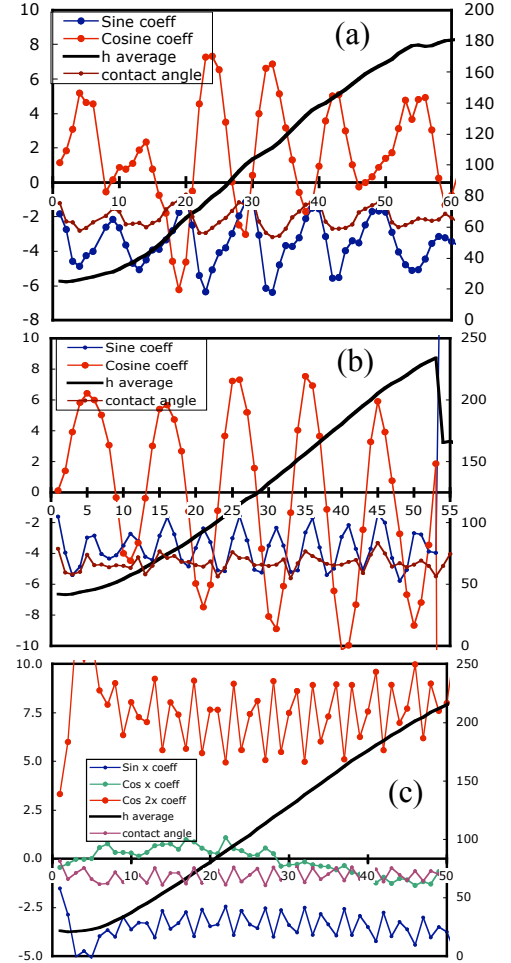 10
8
6
4
2
0
-2
-4
-6
-8
Sine coeff
Cosine coeff
h average
contact angle
(a)
0 10 20 30 40 50 60
200
180
160
140
120
100
80
60
40
20
0
10
8
6
4
2
0
-2
-4
-6
-8
-10
Sine coeff
Cosine coeff
h average
contact angle
(b)
0 5 10 15 20 25 30 35 40 45 50 55
250
200
150
100
50
0
10.0
7.5
5.0
2.5
0.0
-2.5
-5.0
Sin x coeff
Cos x coeff
Cos 2x coeff
h average
contact angle
(c)
0 10 20 30 40 50
250
200
150
100
50
0